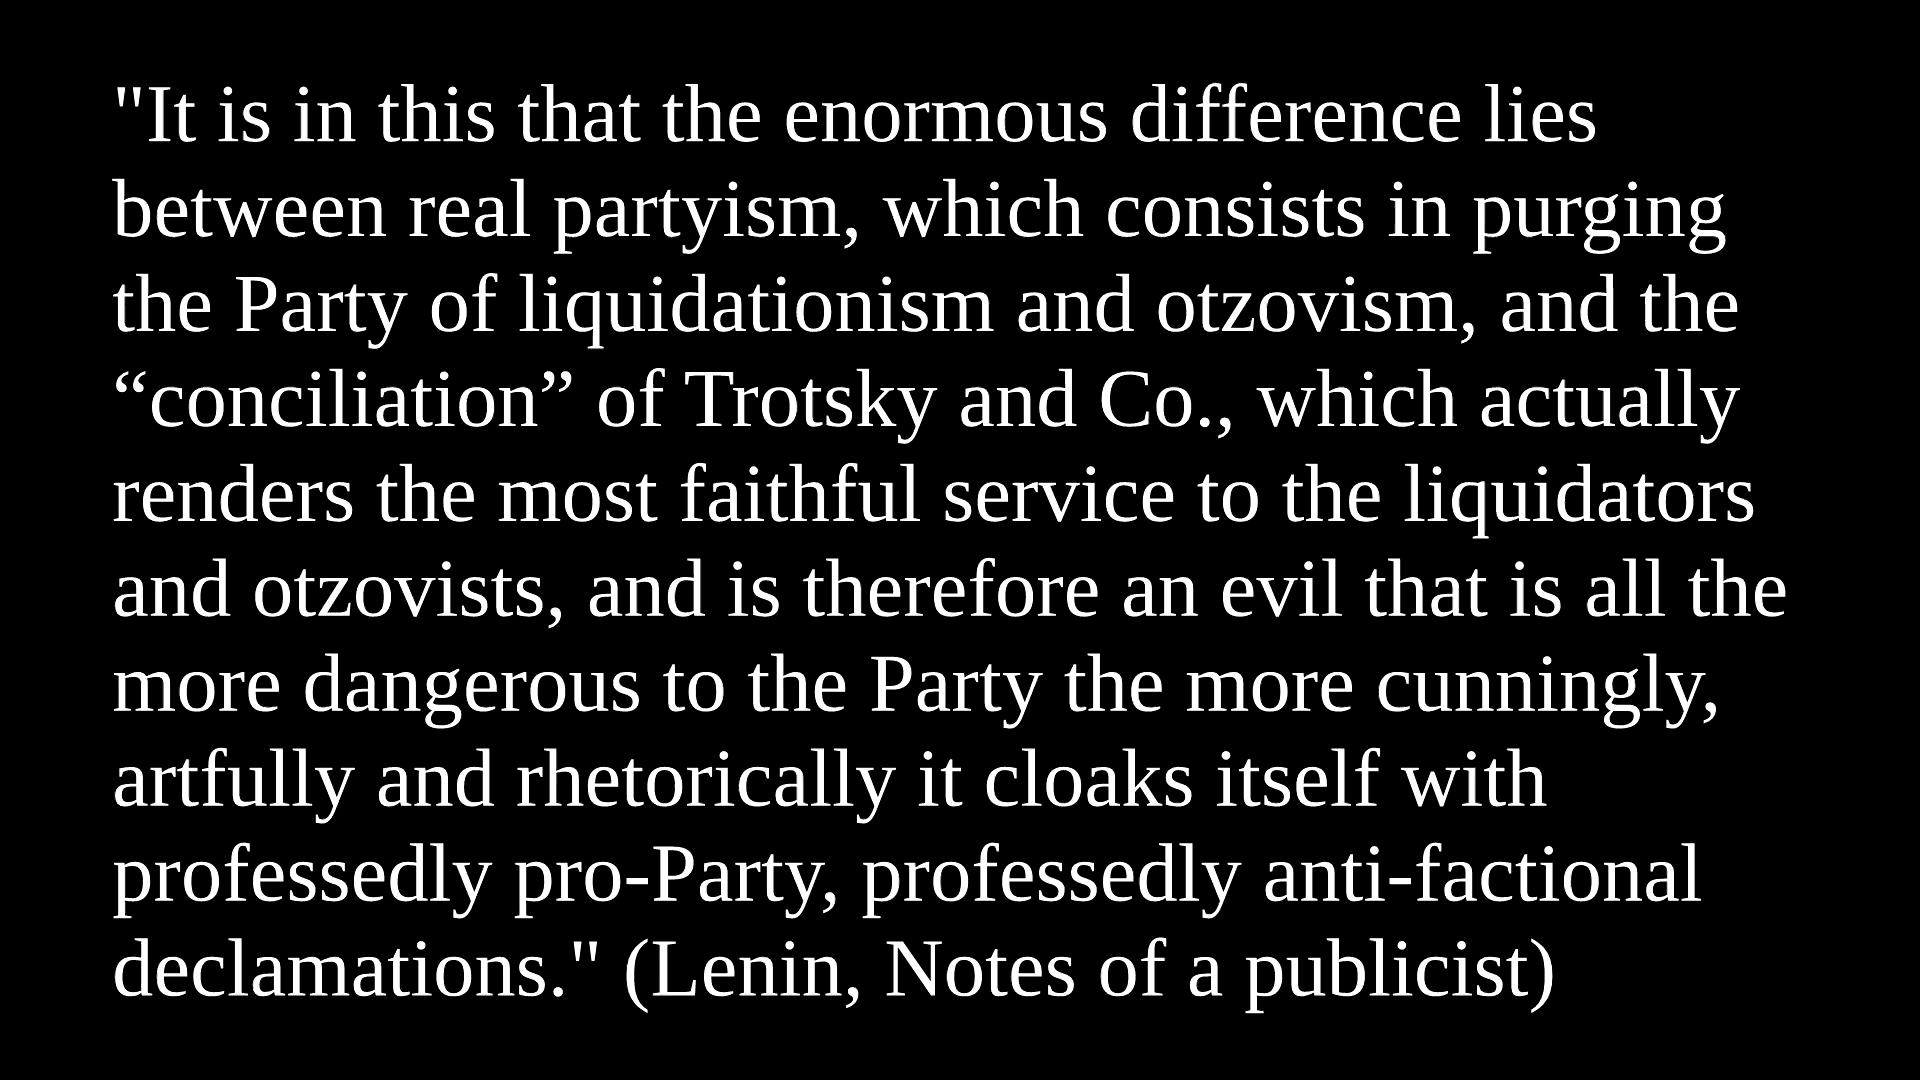 "It is in this that the enormous difference lies
between real partyism, which consists in purging
the Party of liquidationism and otzovism, and the
“conciliation” of Trotsky and Co., which actually
renders the most faithful service to the liquidators
and otzovists, and is therefore an evil that is all the
more dangerous to the Party the more cunningly,
artfully and rhetorically it cloaks itself with
professedly pro-Party, professedly anti-factional
declamations." (Lenin, Notes of a publicist)